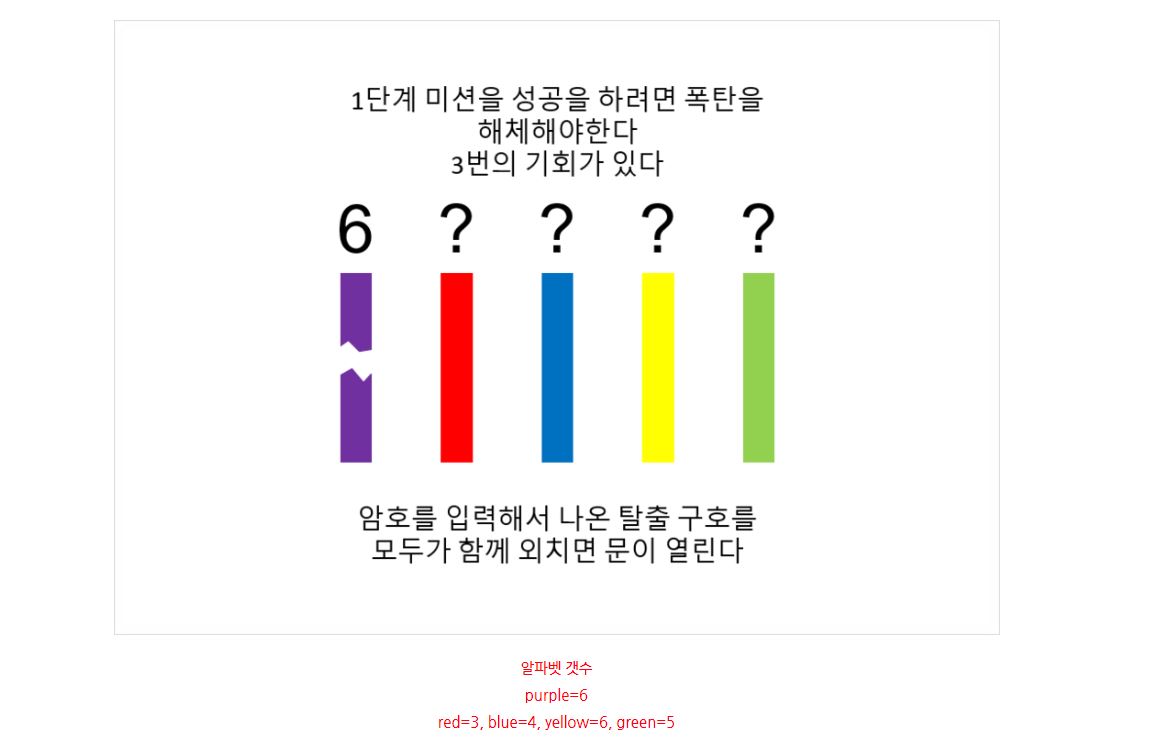 1단계 미션을 성공을 하려면 폭탄을
해체해야한다
3번의 기회가 있다
6 ? ? ? ?
암호를 입력해서 나온 탈출 구호를
모두가 함께 외치면 문이 열린다
알파벳 갯수
purple=6
red=3, blue=4, yellow=6, green=5